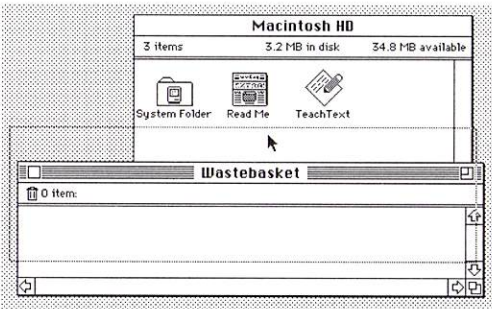 Macintosh HD
3 items 3.2 MB in disk 34.8 MB available
System Folder Read Me TeachText
Wastebasket
0 item: